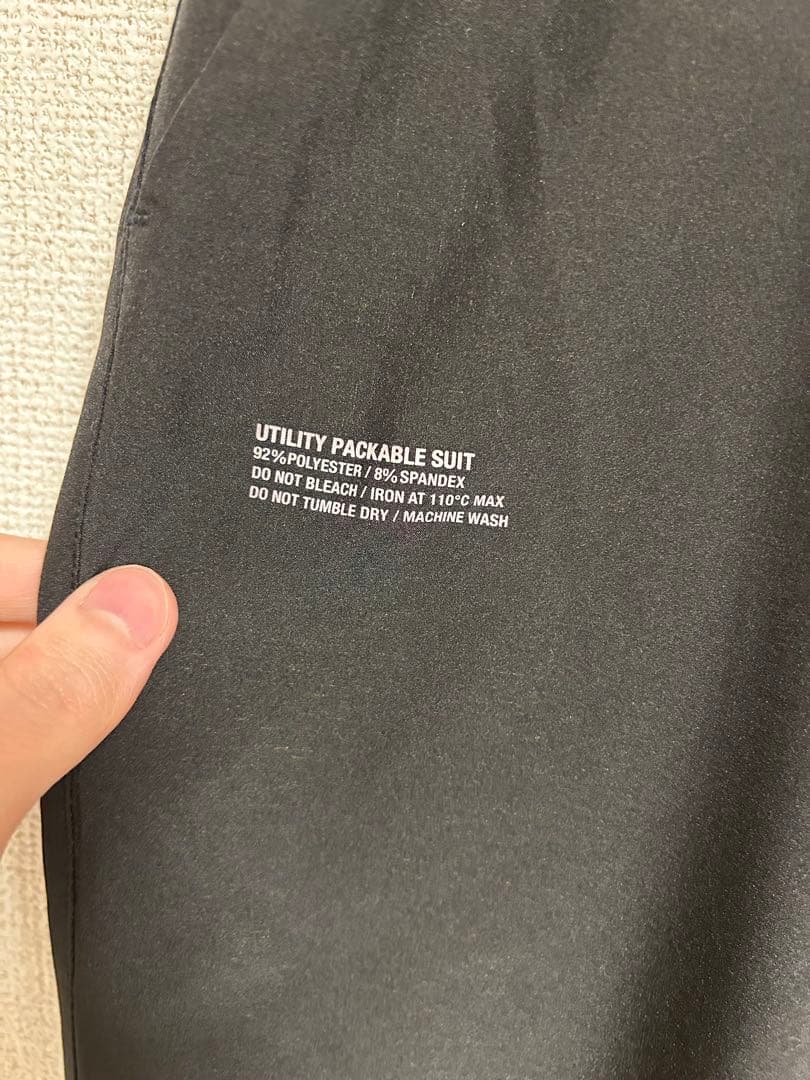 UTILITY PACKABLE SUIT
92%POLYESTER / 8% SPANDEX
DO NOT BLEACH / IRON AT 110°C MAX
DO NOT TUMBLE DRY / MACHINE WASH